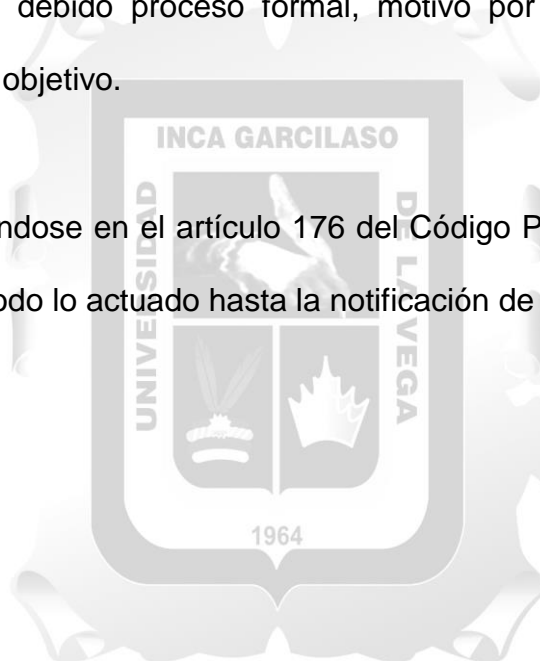 debido proceso formal, motivo por
objetivo.
INCA GARCILASO
UNIVERSIDAD
DE LA VEGA
ndose en el artículo 176 del Código P
odo lo actuado hasta la notificación de
1964